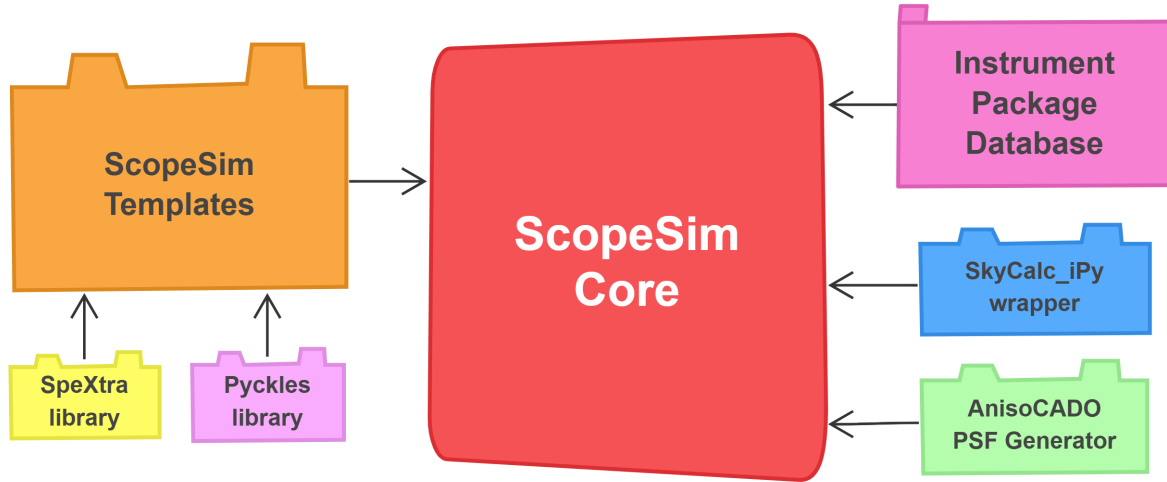 ScopeSim
Templates
SpeXtra
library
Pyckles
library
ScopeSim
Core
Instrument
Package
Database
SkyCalc_iPy
wrapper
AnisoCADO
PSF Generator